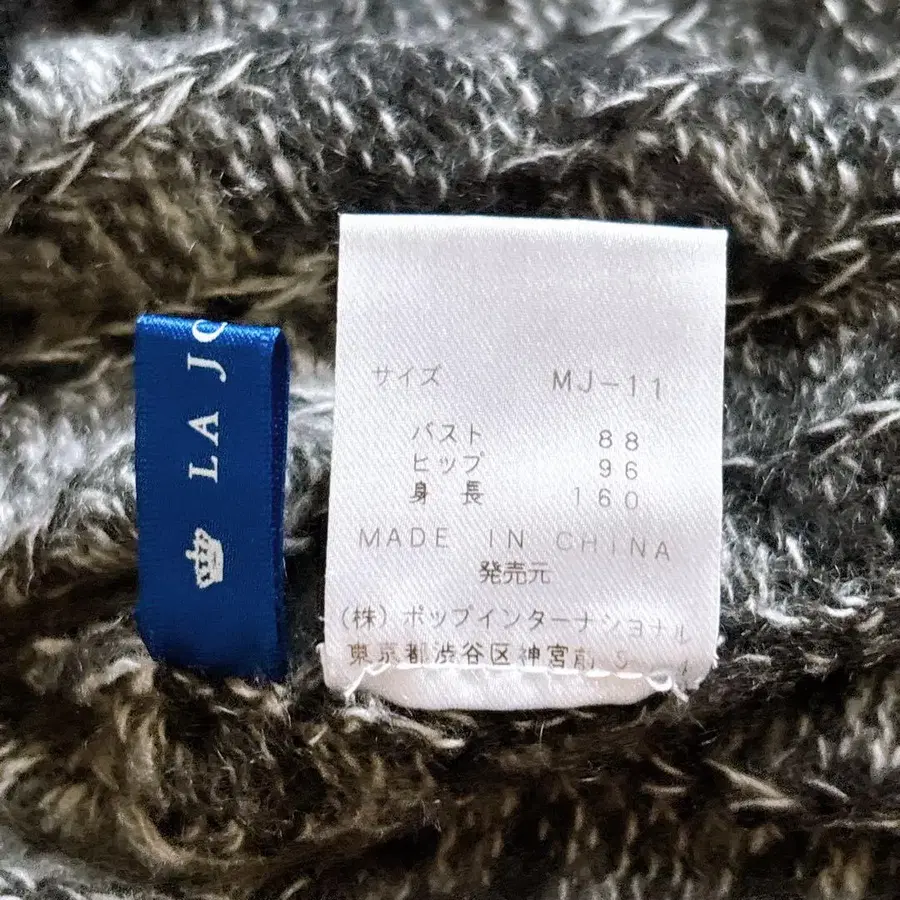 LA JO
サイズ MJ-11
バスト 88
ヒップ 96
身長 160
MADE IN CHINA
発売元
(株)ポップインターナショナル
東京都渋谷区神宮前